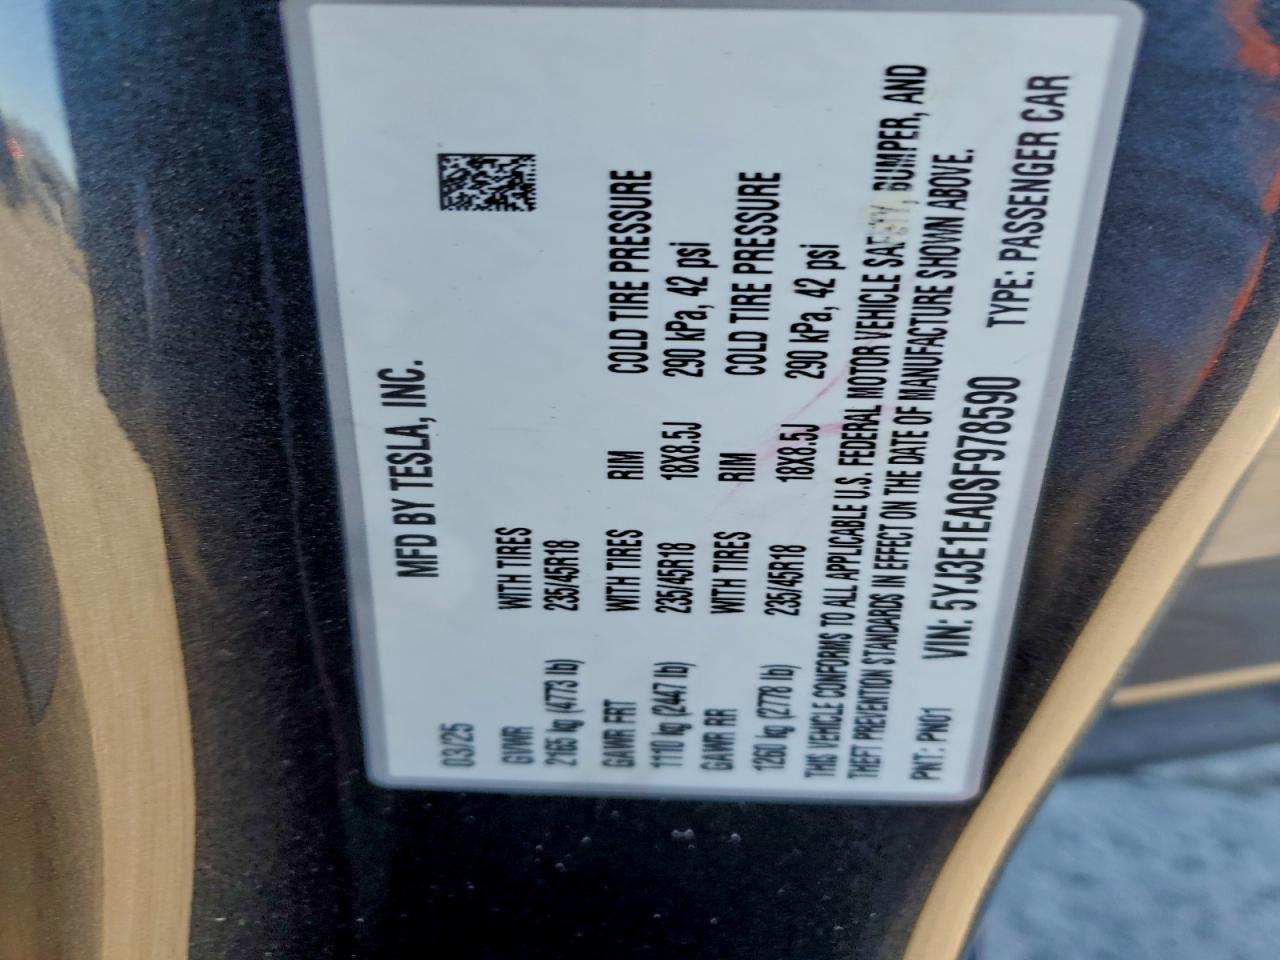 MFD BY TESLA, INC.
03/25
GVWR WITH TIRES
2165 kg (4773 lb) 235/45R18
GAWR FRT WITH TIRES RIM COLD TIRE PRESSURE
1110 kg (2447 lb) 235/45R18 18X8.5J 290 kPa, 42 psi
GAWR RR WITH TIRES RIM COLD TIRE PRESSURE
1260 kg (2778 lb) 235/45R18 18X8.5J 290 kPa, 42 psi
THIS VEHICLE CONFORMS TO ALL APPLICABLE U.S. FEDERAL MOTOR VEHICLE SAFETY, BUMPER, AND
THEFT PREVENTION STANDARDS IN EFFECT ON THE DATE OF MANUFACTURE SHOWN ABOVE.
PNT: PN01 VIN: 5YJ3E1EA0SF978590 TYPE: PASSENGER CAR